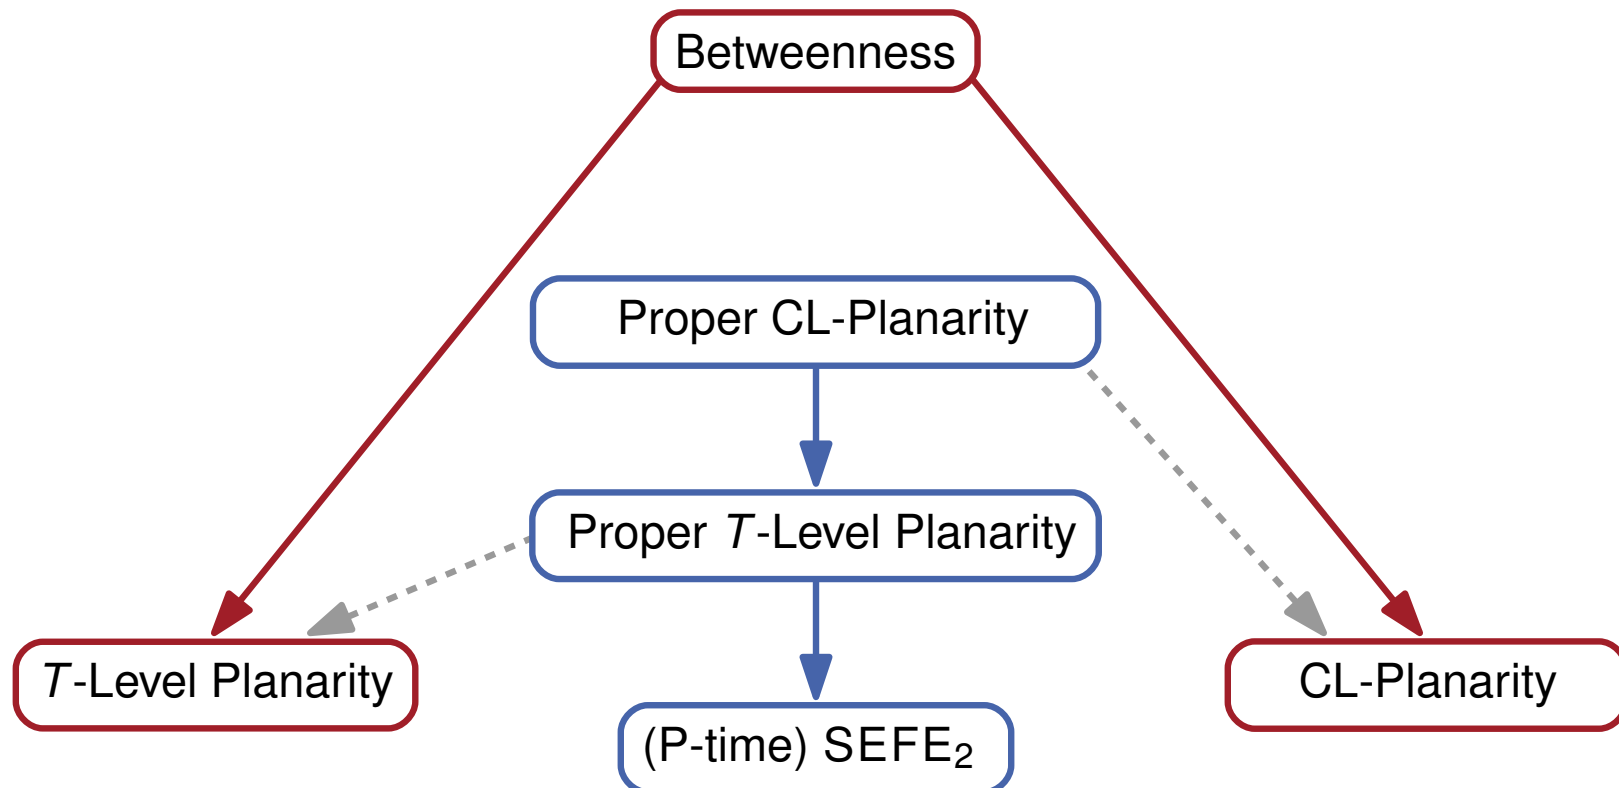 Betweenness
Proper CL-Planarity
Proper T-Level Planarity
T-Level Planarity
CL-Planarity
(P-time) SEFE₂